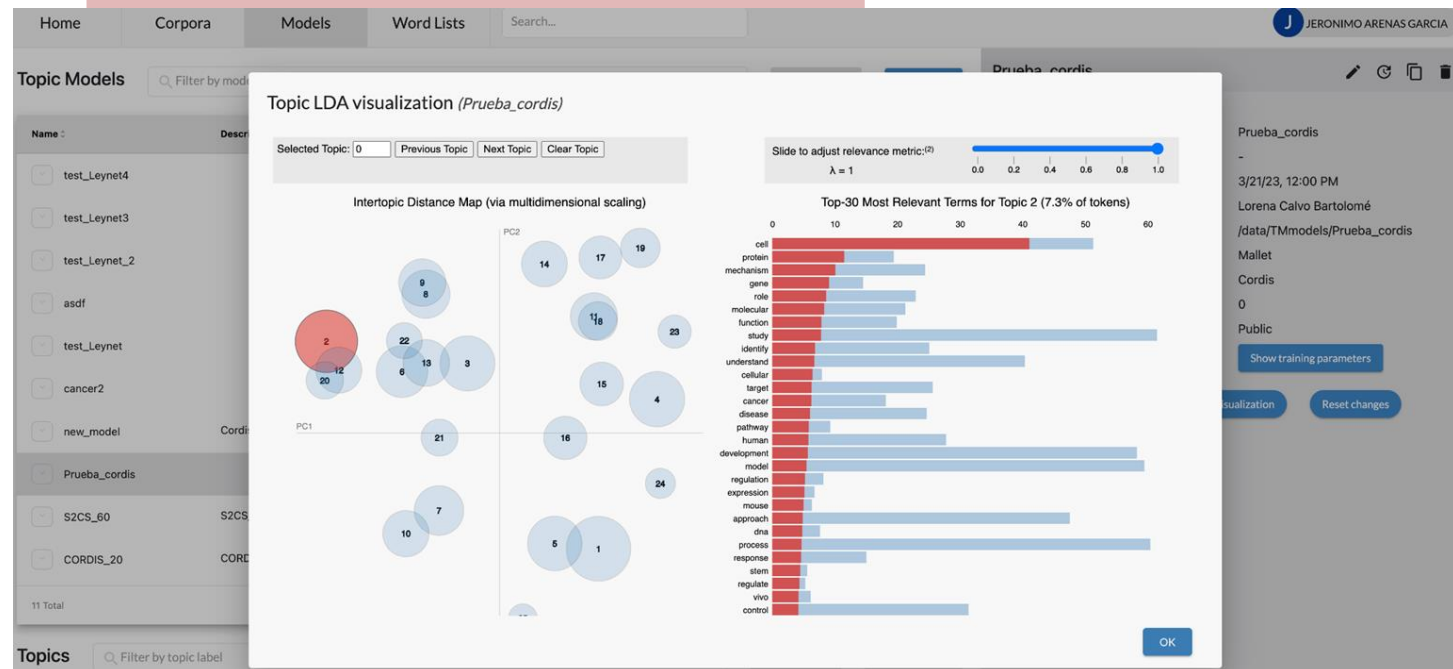 Home Corpora Models Word Lists Search... J JERONIMO ARENAS GARCIA
Topic Models Filter by mode Prueba_cordis
Name Descri
test_Leynet4
test_Leynet3
test_Leynet_2
asdf
test_Leynet
cancer2
new_model Cordi
Prueba_cordis
S2CS_60 S2CS_
CORDIS_20 CORD
11 Total
Topics Filter by topic label
Topic LDA visualization (Prueba_cordis)
Selected Topic: 0 Previous Topic Next Topic Clear Topic
Slide to adjust relevance metric:(2)
λ = 1
0.0 0.2 0.4 0.6 0.8 1.0
Intertopic Distance Map (via multidimensional scaling)
PC2
PC1
19
17
14
9
8
11
18
23
2
22
12
20
6
13
3
15
4
21
16
24
7
10
5
1
Top-30 Most Relevant Terms for Topic 2 (7.3% of tokens)
0 10 20 30 40 50 60
cell
protein
mechanism
gene
role
molecular
function
study
identify
understand
cellular
target
cancer
disease
pathway
human
development
model
regulation
expression
mouse
approach
dna
process
response
stem
regulate
vivo
control
OK
Prueba_cordis
-
3/21/23, 12:00 PM
Lorena Calvo Bartolomé
/data/TMmodels/Prueba_cordis
Mallet
Cordis
0
Public
Show training parameters
isualization Reset changes